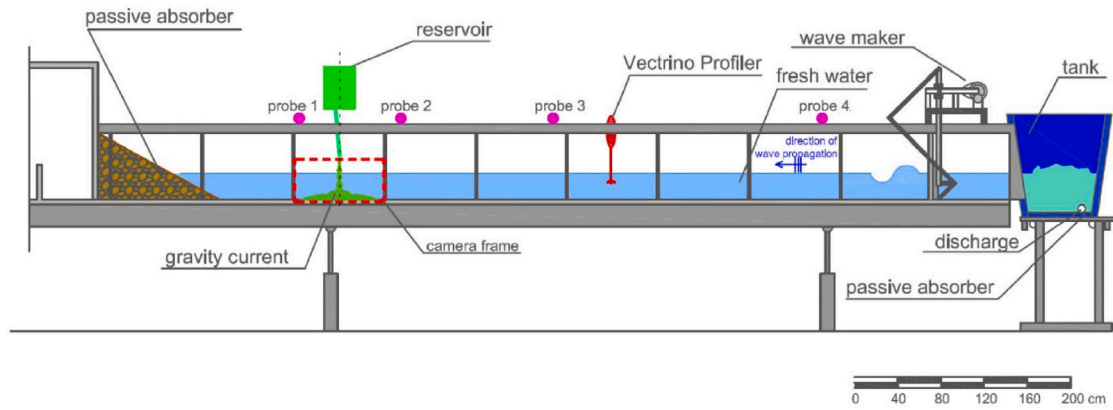 passive absorber
reservoir
wave maker
Vectrino Profiler
tank
fresh water
probe 1
probe 2
probe 3
probe 4
direction of
wave propagation
gravity current
camera frame
discharge
passive absorber
0 40 80 120 160 200 cm